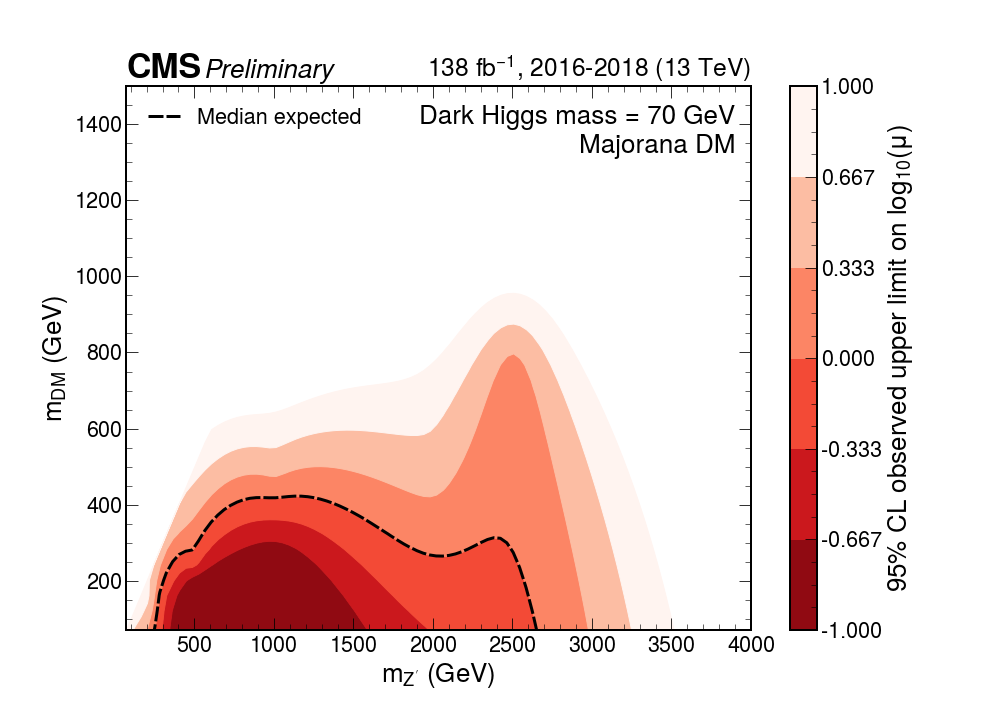 CMS Preliminary 138 fb⁻¹, 2016-2018 (13 TeV)
Median expected
Dark Higgs mass = 70 GeV
Majorana DM
1400
1200
1000
800
600
400
200
m_DM (GeV)
500 1000 1500 2000 2500 3000 3500 4000
m_Z′ (GeV)
1.000
0.667
0.333
0.000
-0.333
-0.667
-1.000
95% CL observed upper limit on log₁₀(μ)